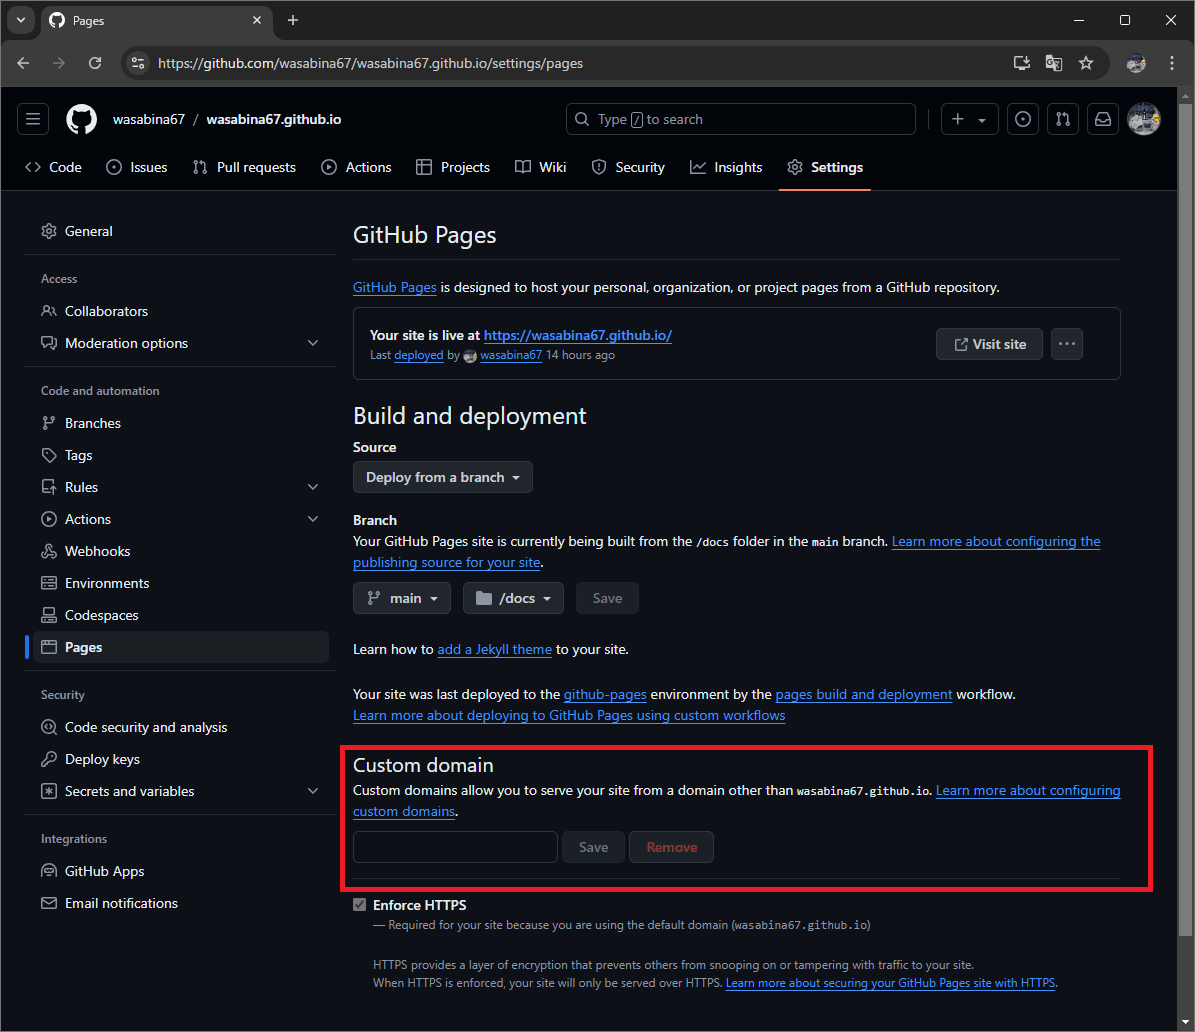 Pages
https://github.com/wasabina67/wasabina67.github.io/settings/pages
wasabina67 / wasabina67.github.io
Type / to search
Code
Issues
Pull requests
Actions
Projects
Wiki
Security
Insights
Settings
General
Access
Collaborators
Moderation options
Code and automation
Branches
Tags
Rules
Actions
Webhooks
Environments
Codespaces
Pages
Security
Code security and analysis
Deploy keys
Secrets and variables
Integrations
GitHub Apps
Email notifications
GitHub Pages
GitHub Pages is designed to host your personal, organization, or project pages from a GitHub repository.
Your site is live at https://wasabina67.github.io/
Last deployed by wasabina67 14 hours ago
Visit site
Build and deployment
Source
Deploy from a branch
Branch
Your GitHub Pages site is currently being built from the /docs folder in the main branch. Learn more about configuring the
publishing source for your site.
main
/docs
Save
Learn how to add a Jekyll theme to your site.
Your site was last deployed to the github-pages environment by the pages build and deployment workflow.
Learn more about deploying to GitHub Pages using custom workflows
Custom domain
Custom domains allow you to serve your site from a domain other than wasabina67.github.io. Learn more about configuring
custom domains.
Save
Remove
Enforce HTTPS
— Required for your site because you are using the default domain (wasabina67.github.io)
HTTPS provides a layer of encryption that prevents others from snooping on or tampering with traffic to your site.
When HTTPS is enforced, your site will only be served over HTTPS. Learn more about securing your GitHub Pages site with HTTPS.